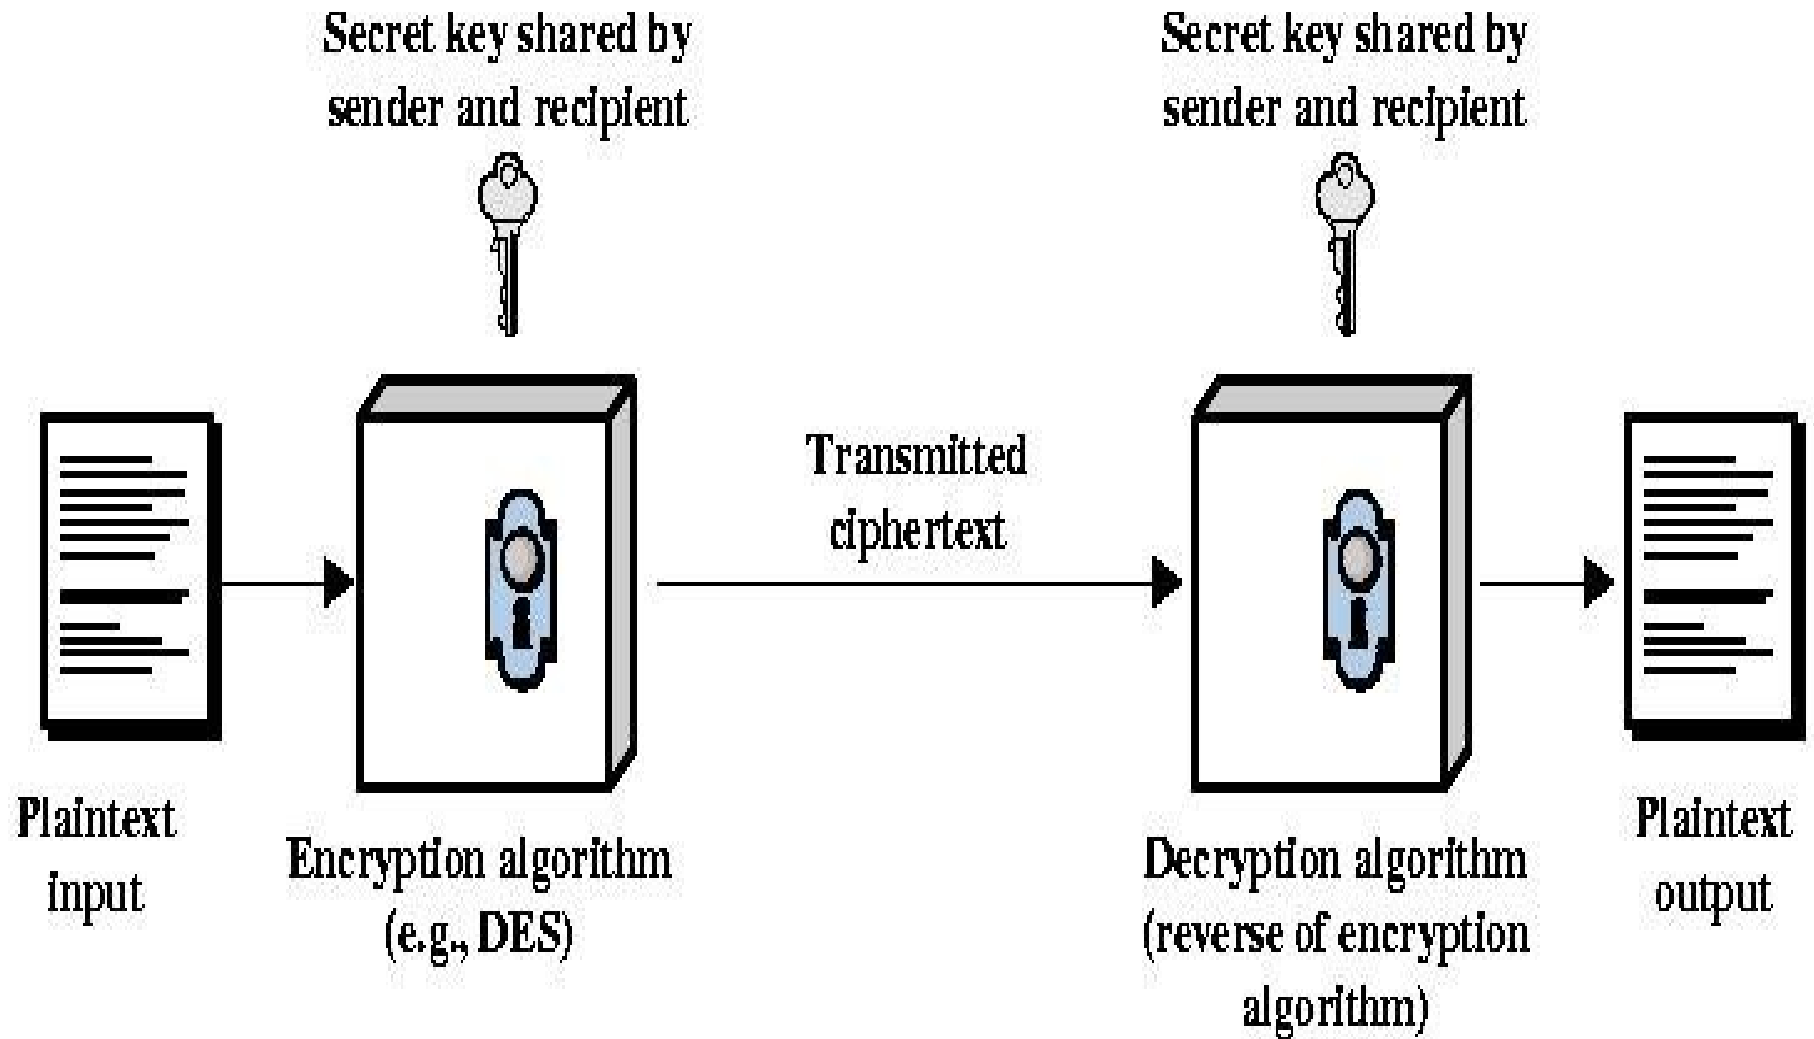 Secret key shared by
sender and recipient
Secret key shared by
sender and recipient
Transmitted
ciphertext
Plaintext
input
Encryption algorithm
(e.g., DES)
Decryption algorithm
(reverse of encryption
algorithm)
Plaintext
output